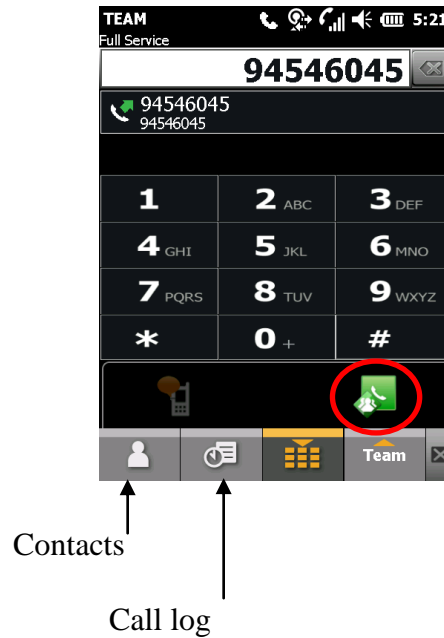 TEAM 5:21
Full Service
94546045
94546045
94546045
1 2 ABC 3 DEF
4 GHI 5 JKL 6 MNO
7 PQRS 8 TUV 9 WXYZ
* 0 + #
Team
Contacts
Call log